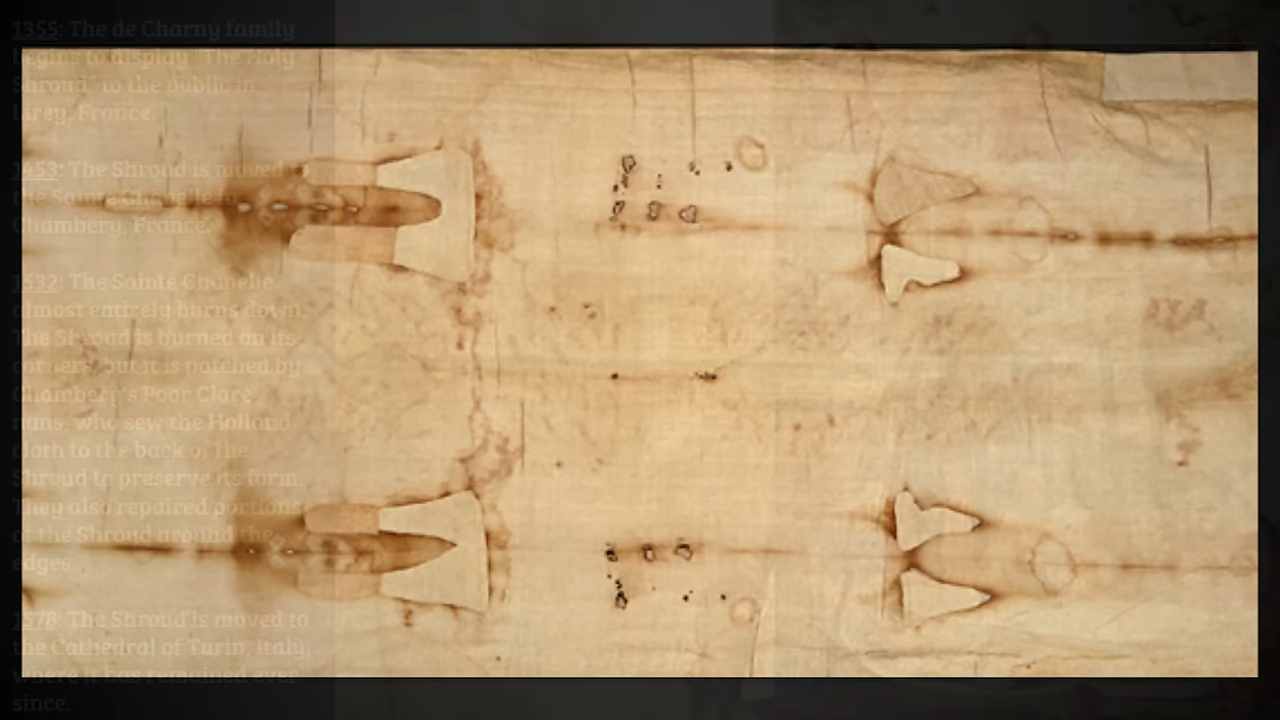 1355: The de Charny family
begins to display "The Holy
Shroud" to the public in
Lirey, France.
1453: The Shroud is moved to
the Sainte Chapelle in
Chambery, France.
1532: The Sainte Chapelle
almost entirely burns down.
The Shroud is burned on its
corners, but it is patched by
Chambery's Poor Clare
nuns, who sew the Holland
cloth to the back of the
Shroud to preserve its form.
They also repaired portions
of the Shroud around the
edges.
1578: The Shroud is moved to
the Cathedral of Turin, Italy,
where it has remained ever
since.